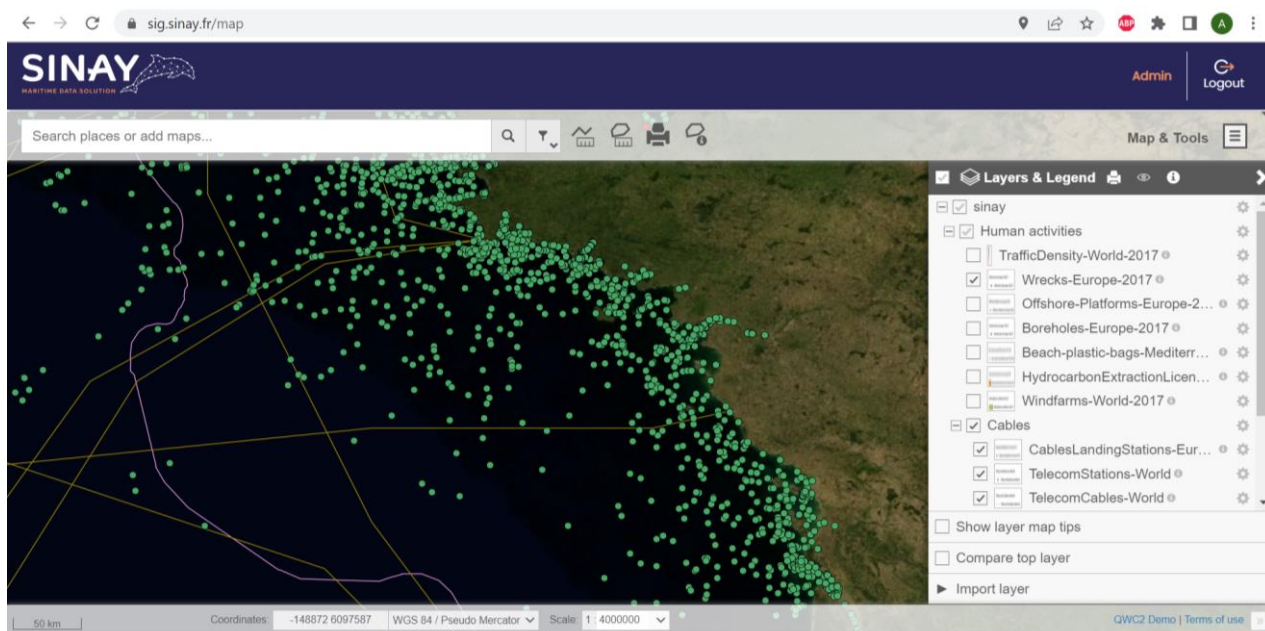 sig.sinay.fr/map
ABP
A
SINAY
MARITIME DATA SOLUTION
Admin
Logout
Search places or add maps...
Map & Tools
Layers & Legend
sinay
Human activities
TrafficDensity-World-2017
Wrecks-Europe-2017
Offshore-Platforms-Europe-2...
Boreholes-Europe-2017
Beach-plastic-bags-Mediterr...
HydrocarbonExtractionLicen...
Windfarms-World-2017
Cables
CablesLandingStations-Eur...
TelecomStations-World
TelecomCables-World
Show layer map tips
Compare top layer
Import layer
50 km
Coordinates: -148872 6097587 WGS 84 / Pseudo Mercator Scale: 1 : 4000000
QWC2 Demo | Terms of use